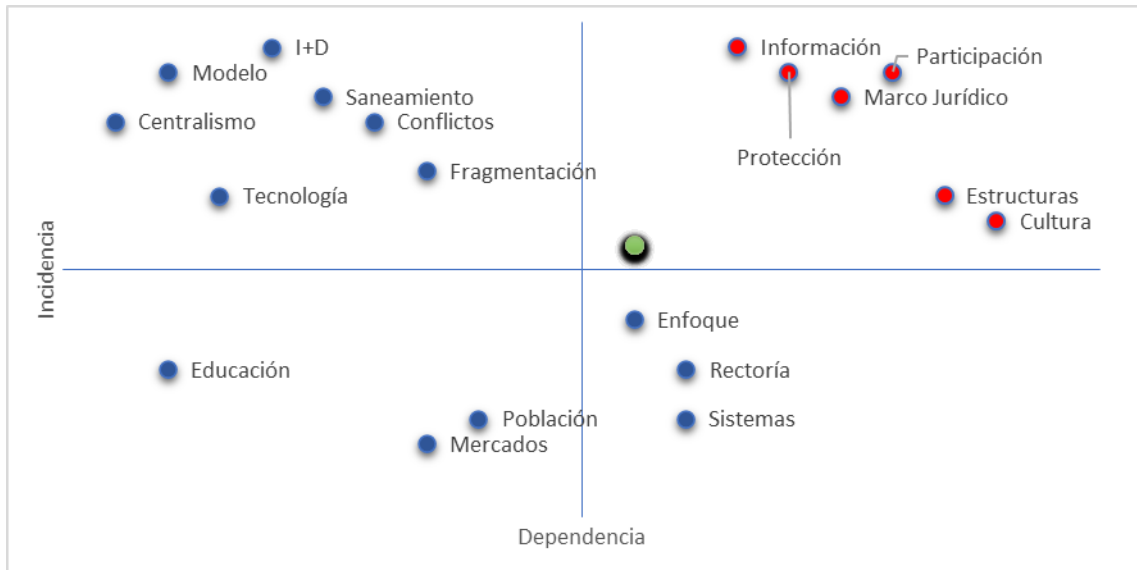 I+D
Información
Participación
Modelo
Saneamiento
Marco Jurídico
Centralismo
Conflictos
Protección
Fragmentación
Tecnología
Estructuras
Cultura
Incidencia
Enfoque
Educación
Rectoría
Población
Sistemas
Mercados
Dependencia